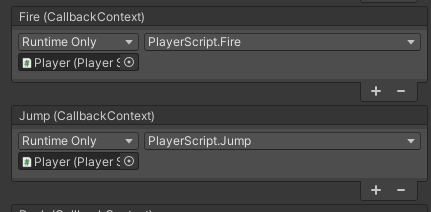 Fire (CallbackContext)
Runtime Only PlayerScript.Fire
Player (Player S
+ −
Jump (CallbackContext)
Runtime Only PlayerScript.Jump
Player (Player S
+ −